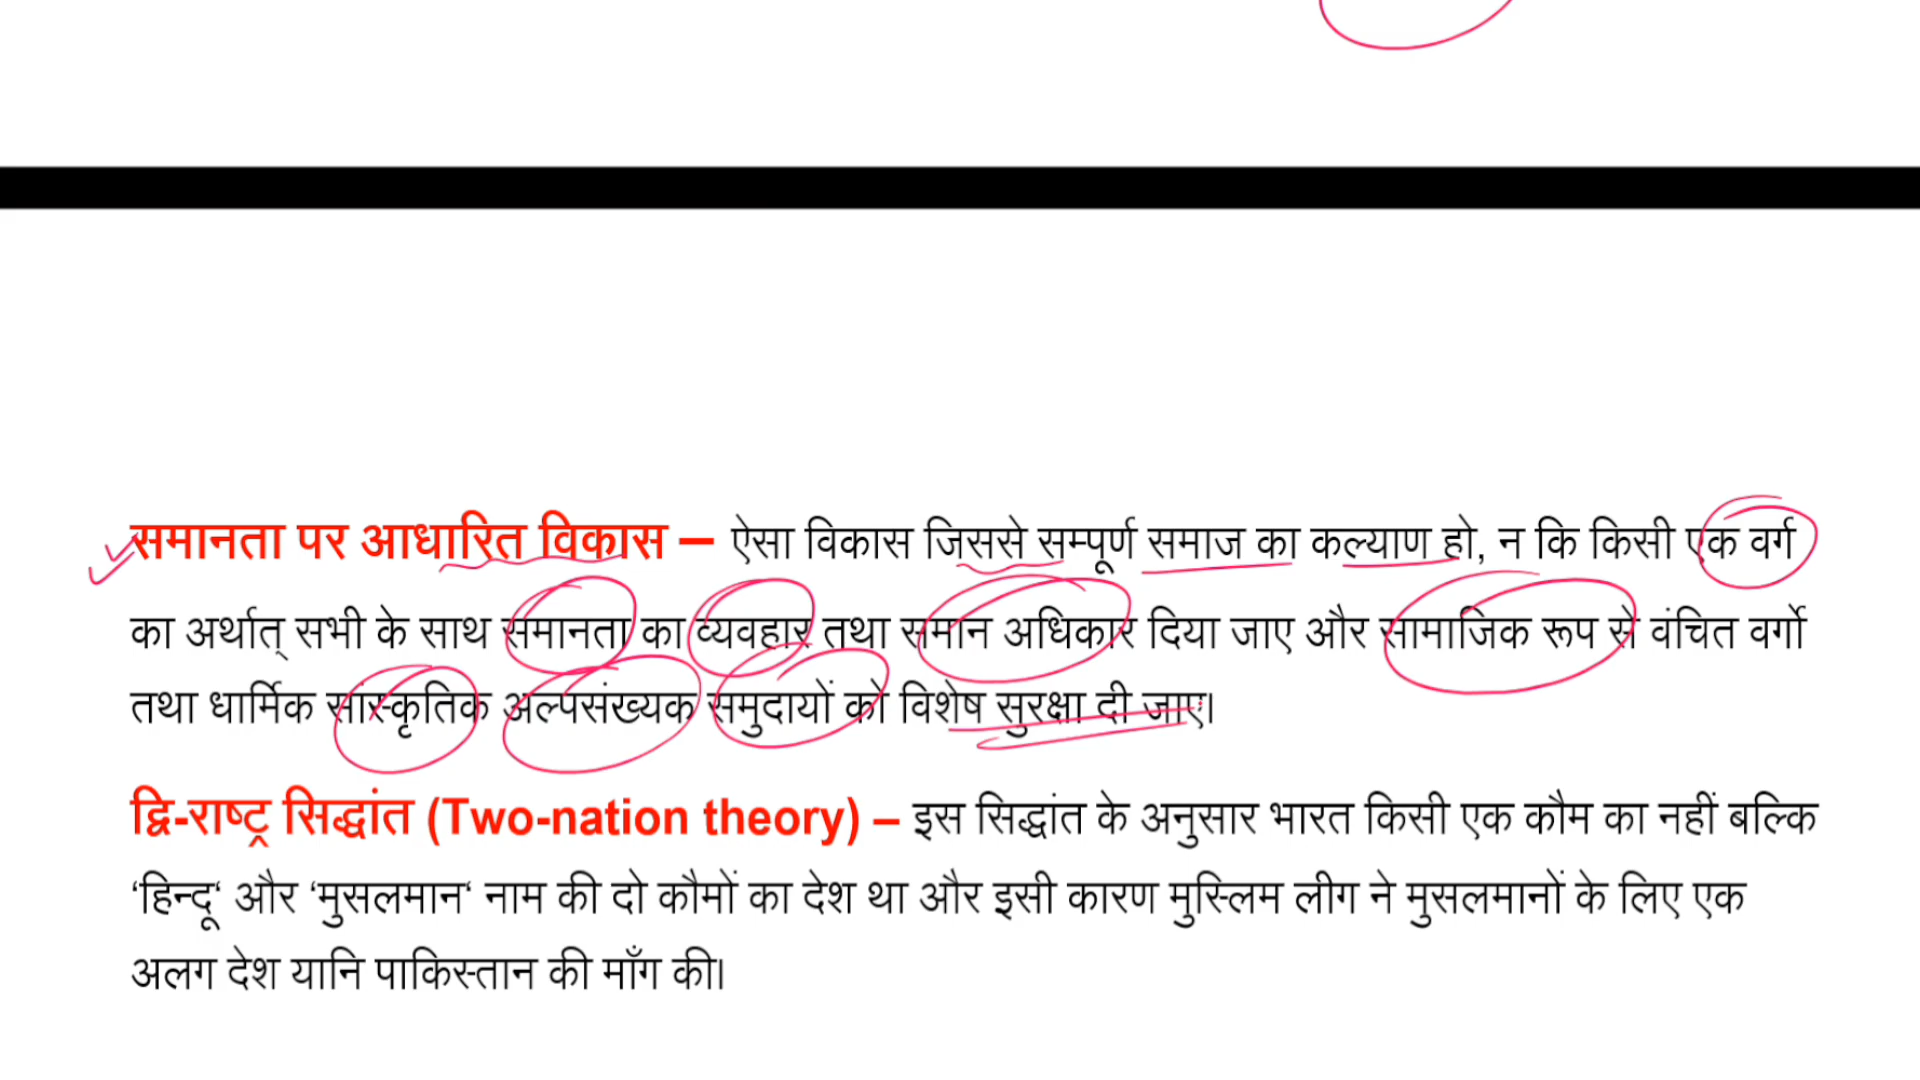 समानता पर आधारित विकास – ऐसा विकास जिससे सम्पूर्ण समाज का कल्याण हो, न कि किसी एक वर्ग
का अर्थात् सभी के साथ समानता का व्यवहार तथा समान अधिकार दिया जाए और सामाजिक रूप से वंचित वर्गो
तथा धार्मिक सांस्कृतिक अल्पसंख्यक समुदायों को विशेष सुरक्षा दी जाए।
द्वि-राष्ट्र सिद्धांत (Two-nation theory) – इस सिद्धांत के अनुसार भारत किसी एक कौम का नहीं बल्कि
‘हिन्दू‘ और ‘मुसलमान‘ नाम की दो कौमों का देश था और इसी कारण मुस्लिम लीग ने मुसलमानों के लिए एक
अलग देश यानि पाकिस्तान की माँग की।